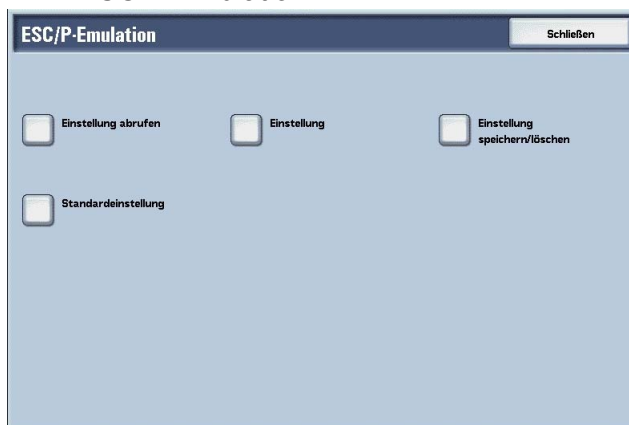 ESC/P-Emulation
Schließen
Einstellung abrufen
Einstellung
Einstellung
speichern/löschen
Standardeinstellung